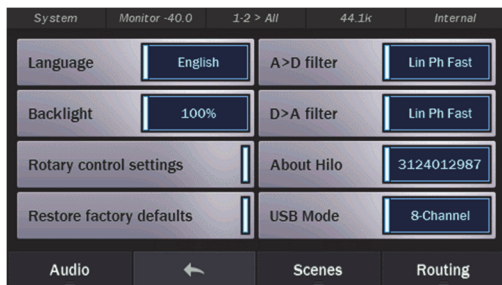 System Monitor -40.0 1-2 > All 44.1k Internal
Language English A>D filter Lin Ph Fast
Backlight 100% D>A filter Lin Ph Fast
Rotary control settings About Hilo 3124012987
Restore factory defaults USB Mode 8-Channel
Audio Scenes Routing